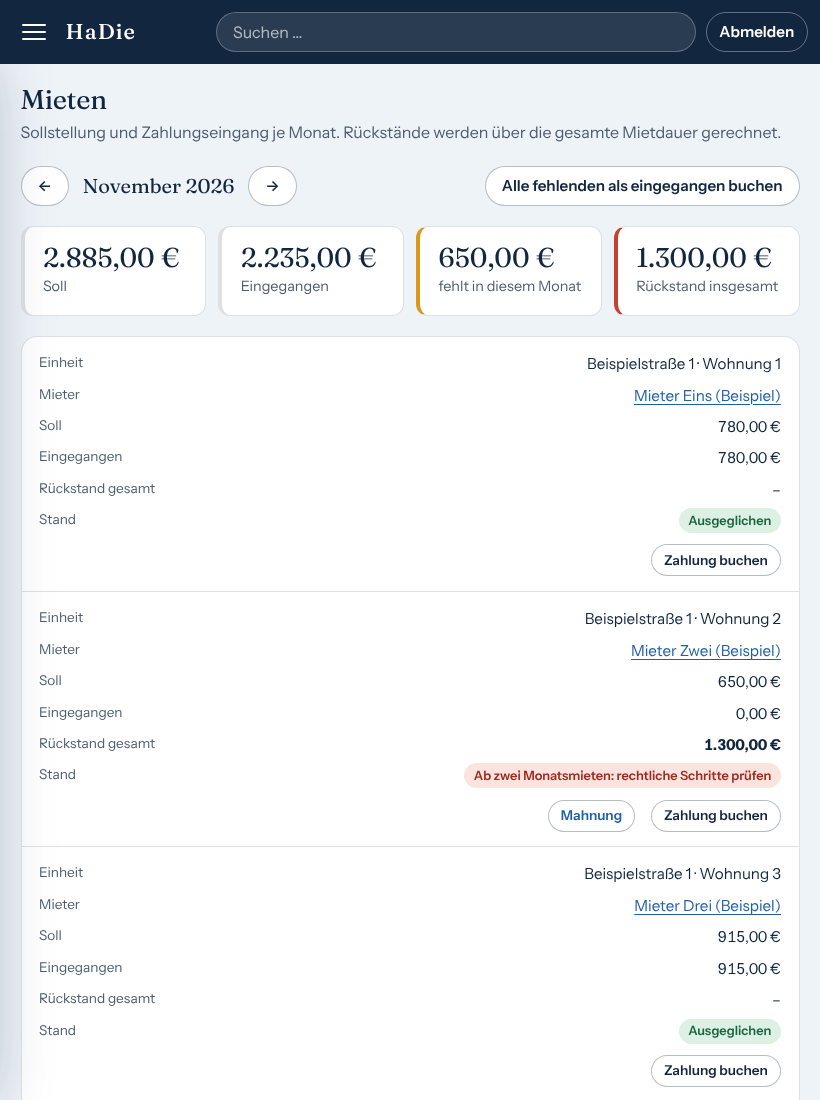 HaDie
Suchen ...
Abmelden
Mieten
Sollstellung und Zahlungseingang je Monat. Rückstände werden über die gesamte Mietdauer gerechnet.
← November 2026 →
Alle fehlenden als eingegangen buchen
2.885,00 €
Soll
2.235,00 €
Eingegangen
650,00 €
fehlt in diesem Monat
1.300,00 €
Rückstand insgesamt
Einheit Beispielstraße 1 · Wohnung 1
Mieter Mieter Eins (Beispiel)
Soll 780,00 €
Eingegangen 780,00 €
Rückstand gesamt –
Stand Ausgeglichen
Zahlung buchen
Einheit Beispielstraße 1 · Wohnung 2
Mieter Mieter Zwei (Beispiel)
Soll 650,00 €
Eingegangen 0,00 €
Rückstand gesamt 1.300,00 €
Stand Ab zwei Monatsmieten: rechtliche Schritte prüfen
Mahnung Zahlung buchen
Einheit Beispielstraße 1 · Wohnung 3
Mieter Mieter Drei (Beispiel)
Soll 915,00 €
Eingegangen 915,00 €
Rückstand gesamt –
Stand Ausgeglichen
Zahlung buchen